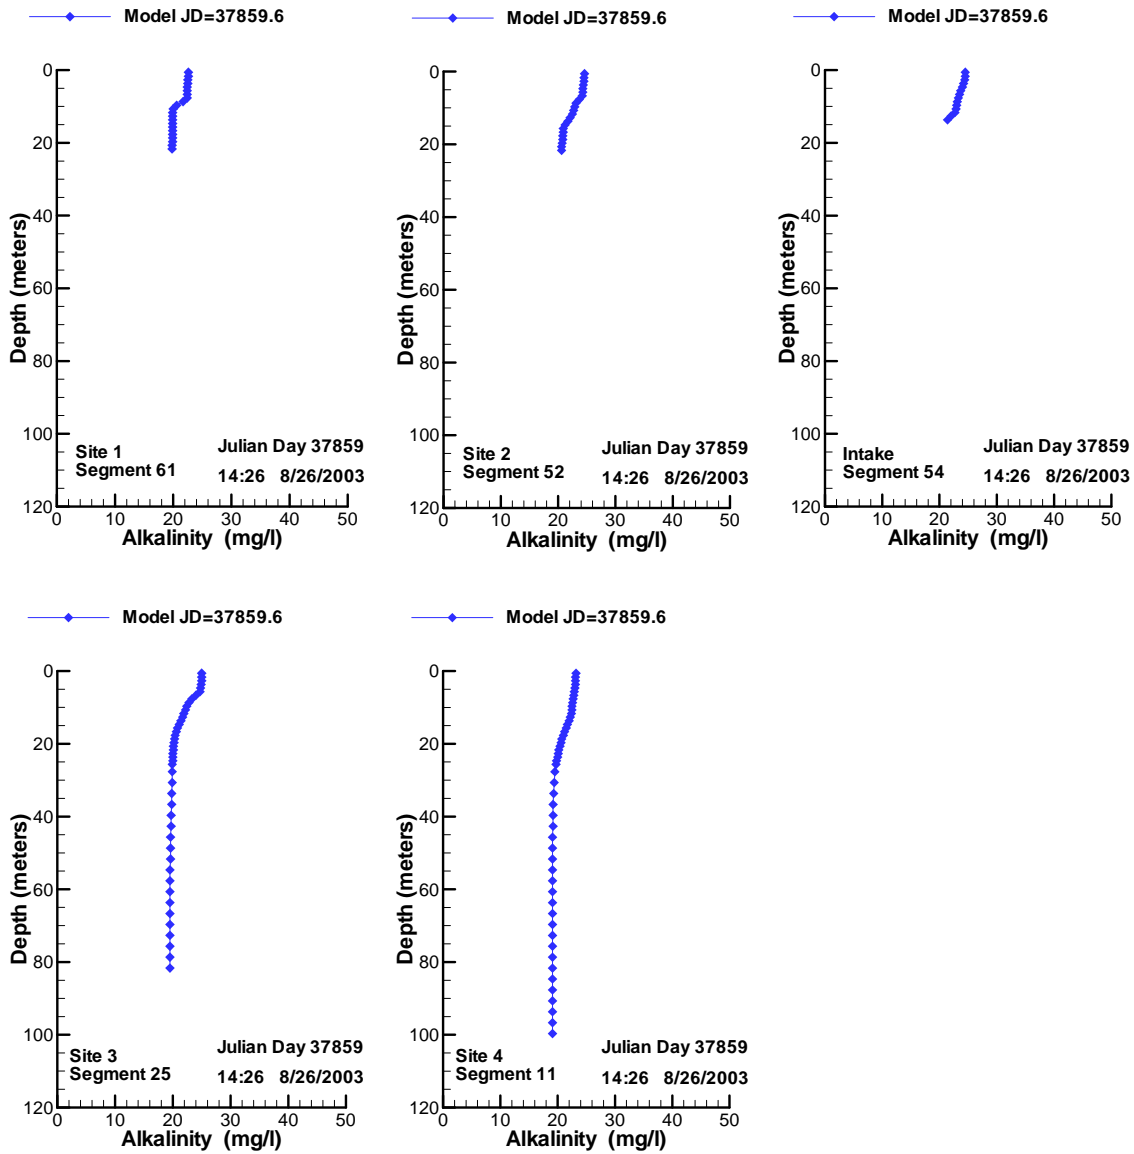 Model JD=37859.6
0
20
40
60
80
100
120
Depth (meters)
Site 1
Segment 61
Julian Day 37859
14:26 8/26/2003
0 10 20 30 40 50
Alkalinity (mg/l)
Model JD=37859.6
0
20
40
60
80
100
120
Depth (meters)
Site 2
Segment 52
Julian Day 37859
14:26 8/26/2003
0 10 20 30 40 50
Alkalinity (mg/l)
Model JD=37859.6
0
20
40
60
80
100
120
Depth (meters)
Intake
Segment 54
Julian Day 37859
14:26 8/26/2003
0 10 20 30 40 50
Alkalinity (mg/l)
Model JD=37859.6
0
20
40
60
80
100
120
Depth (meters)
Site 3
Segment 25
Julian Day 37859
14:26 8/26/2003
0 10 20 30 40 50
Alkalinity (mg/l)
Model JD=37859.6
0
20
40
60
80
100
120
Depth (meters)
Site 4
Segment 11
Julian Day 37859
14:26 8/26/2003
0 10 20 30 40 50
Alkalinity (mg/l)